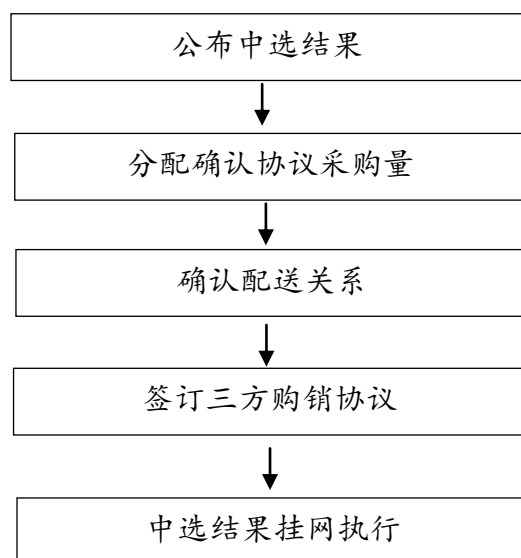 公布中选结果
分配确认协议采购量
确认配送关系
签订三方购销协议
中选结果挂网执行